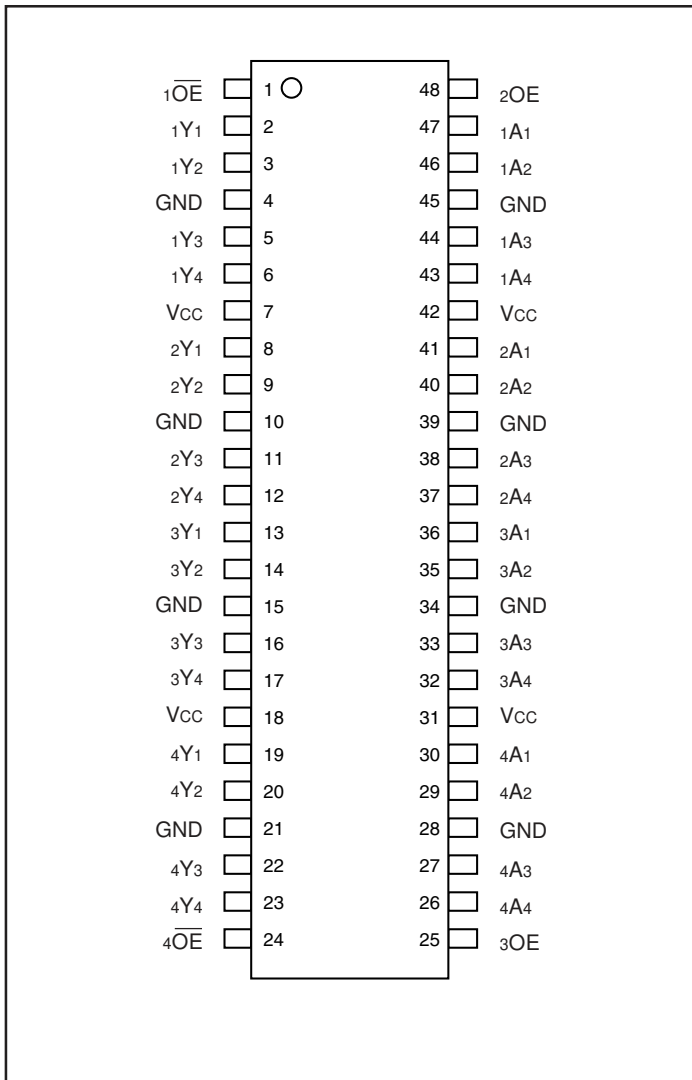 1OE 1 48 2OE
1Y1 2 47 1A1
1Y2 3 46 1A2
GND 4 45 GND
1Y3 5 44 1A3
1Y4 6 43 1A4
VCC 7 42 VCC
2Y1 8 41 2A1
2Y2 9 40 2A2
GND 10 39 GND
2Y3 11 38 2A3
2Y4 12 37 2A4
3Y1 13 36 3A1
3Y2 14 35 3A2
GND 15 34 GND
3Y3 16 33 3A3
3Y4 17 32 3A4
VCC 18 31 VCC
4Y1 19 30 4A1
4Y2 20 29 4A2
GND 21 28 GND
4Y3 22 27 4A3
4Y4 23 26 4A4
4OE 24 25 3OE